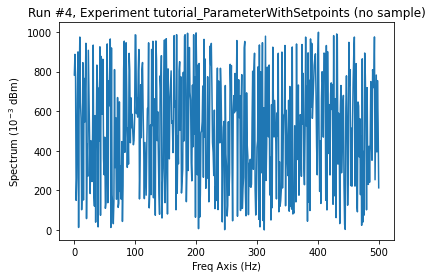 Run #4, Experiment tutorial_ParameterWithSetpoints (no sample)
1000
800
600
400
200
0
Spectrum (10⁻³ dBm)
0 100 200 300 400 500
Freq Axis (Hz)